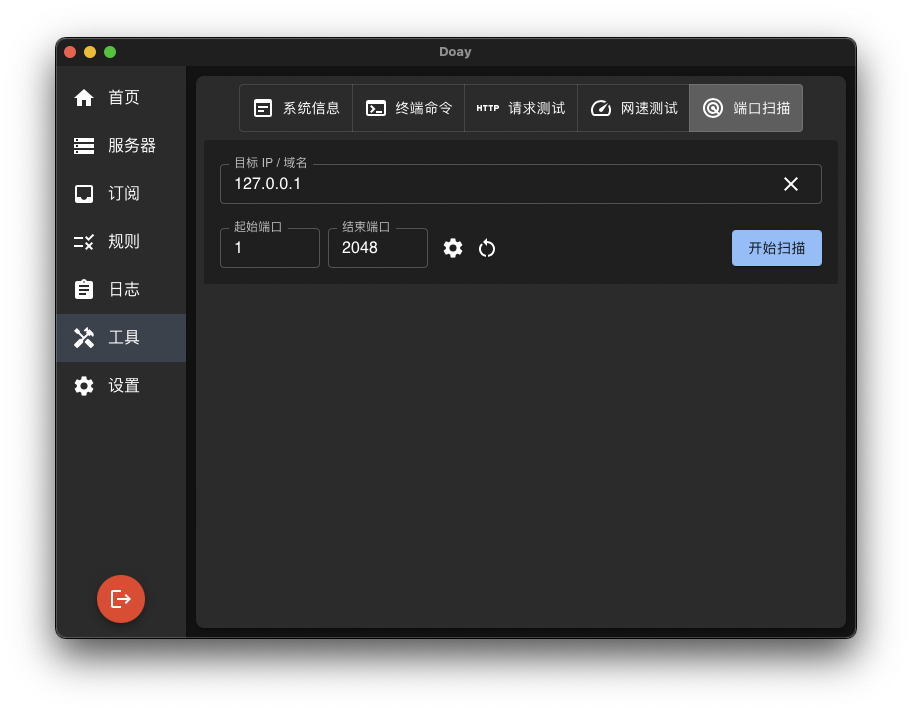 Doay
首页
服务器
订阅
规则
日志
工具
设置
系统信息
终端命令
HTTP 请求测试
网速测试
端口扫描
目标 IP / 域名
127.0.0.1
起始端口
1
结束端口
2048
开始扫描